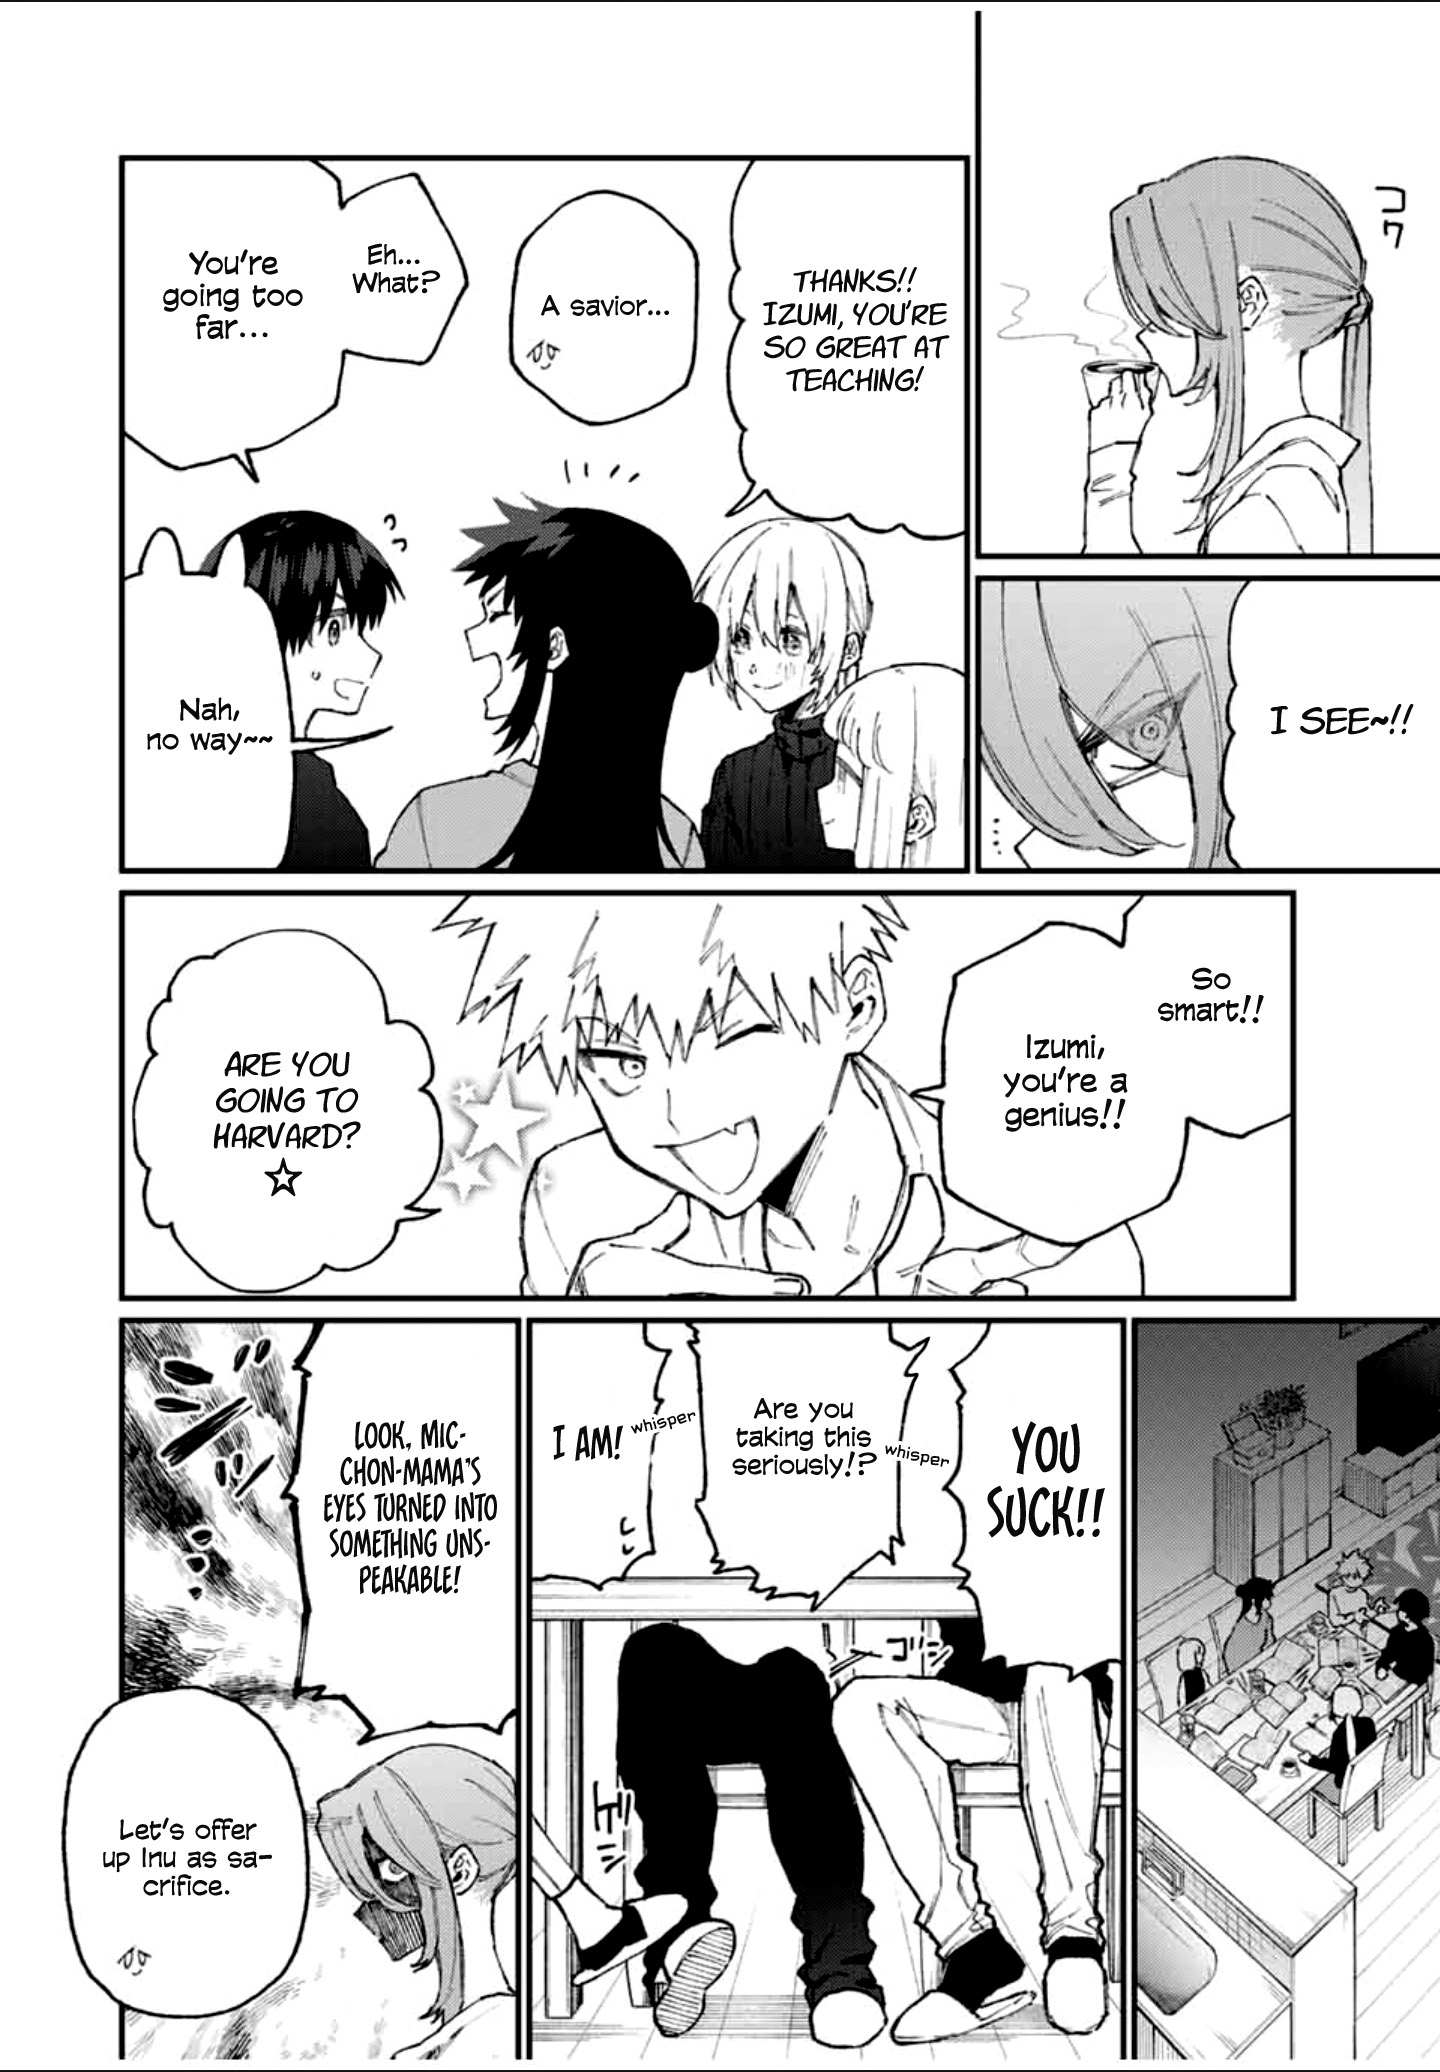 コク
I SEE~!!
THANKS!!
IZUMI, YOU'RE
SO GREAT AT
TEACHING!
A savior...
Eh...
What?
You're
going too
far...
Nah,
no way~~
So
smart!!
Izumi,
you're a
genius!!
ARE YOU
GOING TO
HARVARD?
☆
YOU
SUCK!!
Are you
taking this
seriously!?
whisper
I AM!
whisper
LOOK, MIC-
CHON-MAMA'S
EYES TURNED INTO
SOMETHING UNS-
PEAKABLE!
Let's offer
up Inu as sa-
crifice.